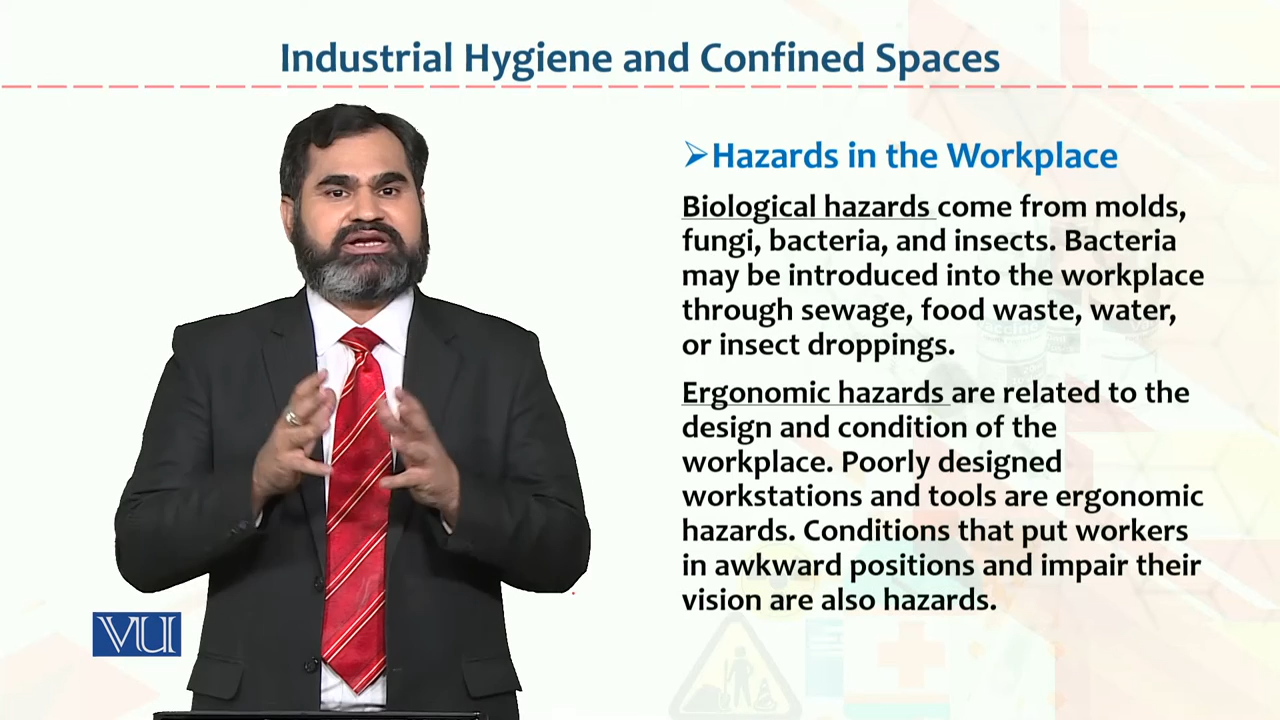 Industrial Hygiene and Confined Spaces
➢Hazards in the Workplace
Biological hazards come from molds,
fungi, bacteria, and insects. Bacteria
may be introduced into the workplace
through sewage, food waste, water,
or insect droppings.
Ergonomic hazards are related to the
design and condition of the
workplace. Poorly designed
workstations and tools are ergonomic
hazards. Conditions that put workers
in awkward positions and impair their
vision are also hazards.
VU